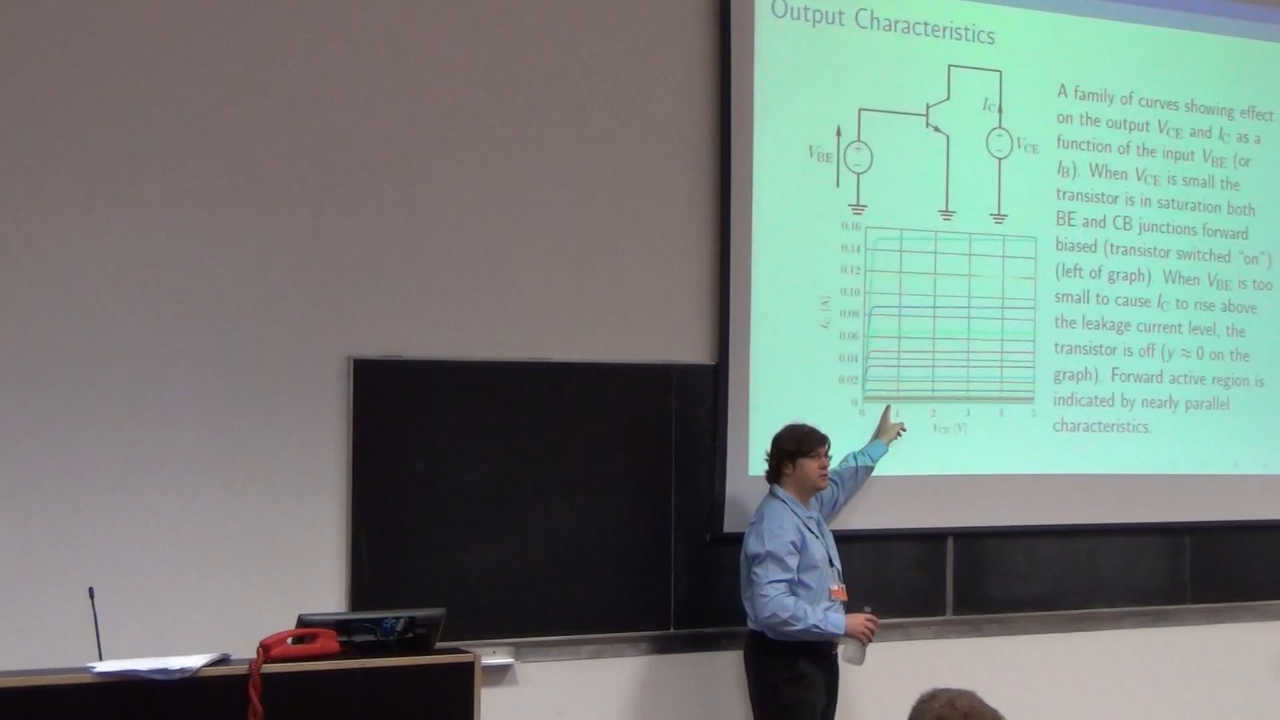 Output Characteristics
I_C
V_BE
V_CE
0.16
0.14
0.12
0.10
0.08
0.06
0.04
0.02
0
I_C [A]
0 1 2 3 4 5
V_CE [V]
A family of curves showing effect
on the output V_CE and I_C as a
function of the input V_BE (or
I_B). When V_CE is small the
transistor is in saturation both
BE and CB junctions forward
biased (transistor switched “on”)
(left of graph). When V_BE is too
small to cause I_C to rise above
the leakage current level, the
transistor is off (y ≈ 0 on the
graph). Forward active region is
indicated by nearly parallel
characteristics.